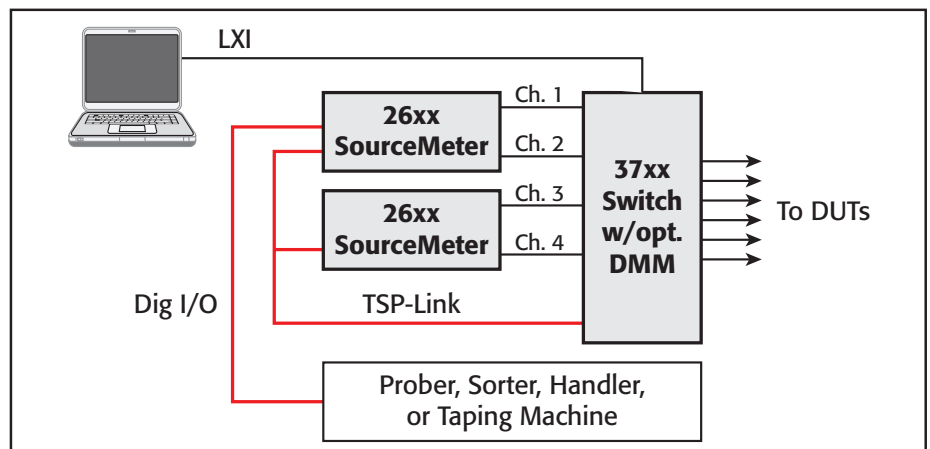 LXI
26xx
SourceMeter
Ch. 1
Ch. 2
26xx
SourceMeter
Ch. 3
Ch. 4
37xx
Switch
w/opt.
DMM
To DUTs
Dig I/O
TSP-Link
Prober, Sorter, Handler,
or Taping Machine